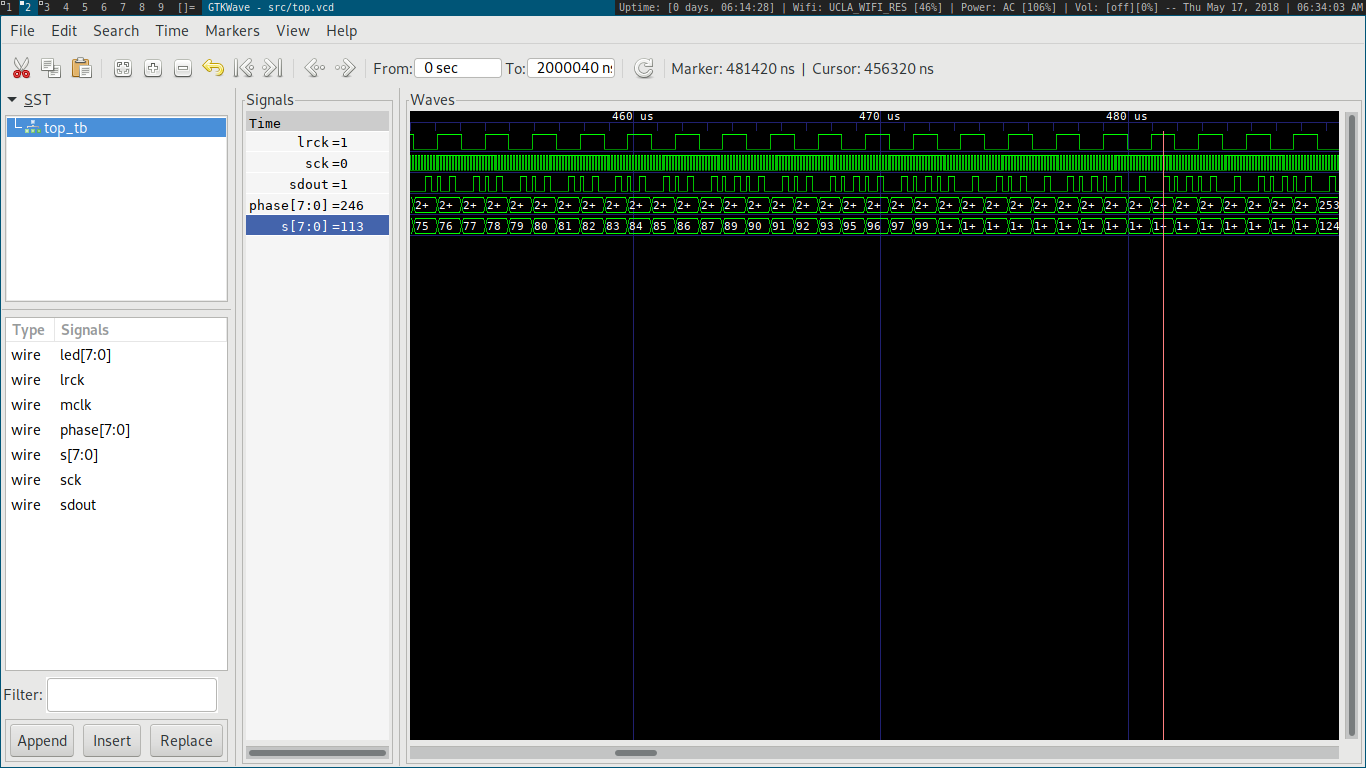 1 2 3 4 5 6 7 8 9 []= GTKWave - src/top.vcd Uptime: [0 days, 06:14:28] | Wifi: UCLA_WIFI_RES [46%] | Power: AC [106%] | Vol: [off][0%] -- Thu May 17, 2018 | 06:34:03 AM
File Edit Search Time Markers View Help
From: 0 sec To: 2000040 n Marker: 481420 ns | Cursor: 456320 ns
SST
top_tb
Type Signals
wire led[7:0]
wire lrck
wire mclk
wire phase[7:0]
wire s[7:0]
wire sck
wire sdout
Filter:
Append Insert Replace
Signals
Time
lrck=1
sck=0
sdout=1
phase[7:0]=246
s[7:0]=113
Waves
460 us 470 us 480 us
2+ 2+ 2+ 2+ 2+ 2+ 2+ 2+ 2+ 2+ 2+ 2+ 2+ 2+ 2+ 2+ 2+ 2+ 2+ 2+ 2+ 2+ 2+ 2+ 2+ 2+ 2+ 2+ 2+ 2+ 2+ 2+ 2+ 2+ 2+ 2+ 2+ 2+ 253
75 76 77 78 79 80 81 82 83 84 85 86 87 89 90 91 92 93 95 96 97 99 1+ 1+ 1+ 1+ 1+ 1+ 1+ 1+ 1+ 1+ 1+ 1+ 1+ 1+ 1+ 1+ 124